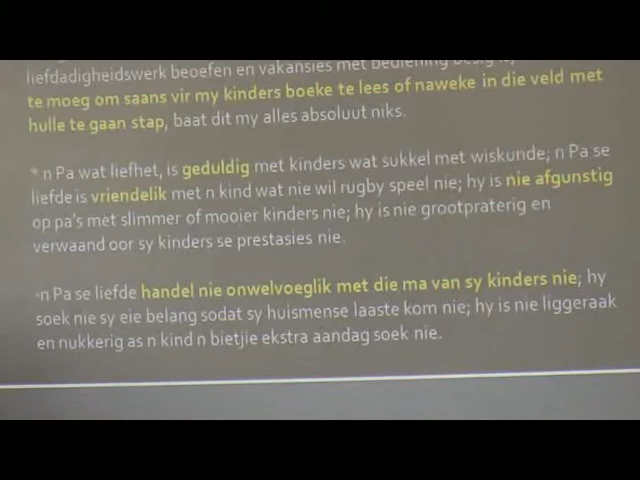 liefdadigheidswerk beoefen en vakansies met bediening besig
te moeg om saans vir my kinders boeke te lees of naweke in die veld met
hulle te gaan stap, baat dit my alles absoluut niks.
* n Pa wat liefhet, is geduldig met kinders wat sukkel met wiskunde; n Pa se
liefde is vriendelik met n kind wat nie wil rugby speel nie; hy is nie afgunstig
op pa's met slimmer of mooier kinders nie; hy is nie grootpraterig en
verwaand oor sy kinders se prestasies nie.
*n Pa se liefde handel nie onwelvoeglik met die ma van sy kinders nie; hy
soek nie sy eie belang sodat sy huismense laaste kom nie; hy is nie liggeraak
en nukkerig as n kind n bietjie ekstra aandag soek nie.